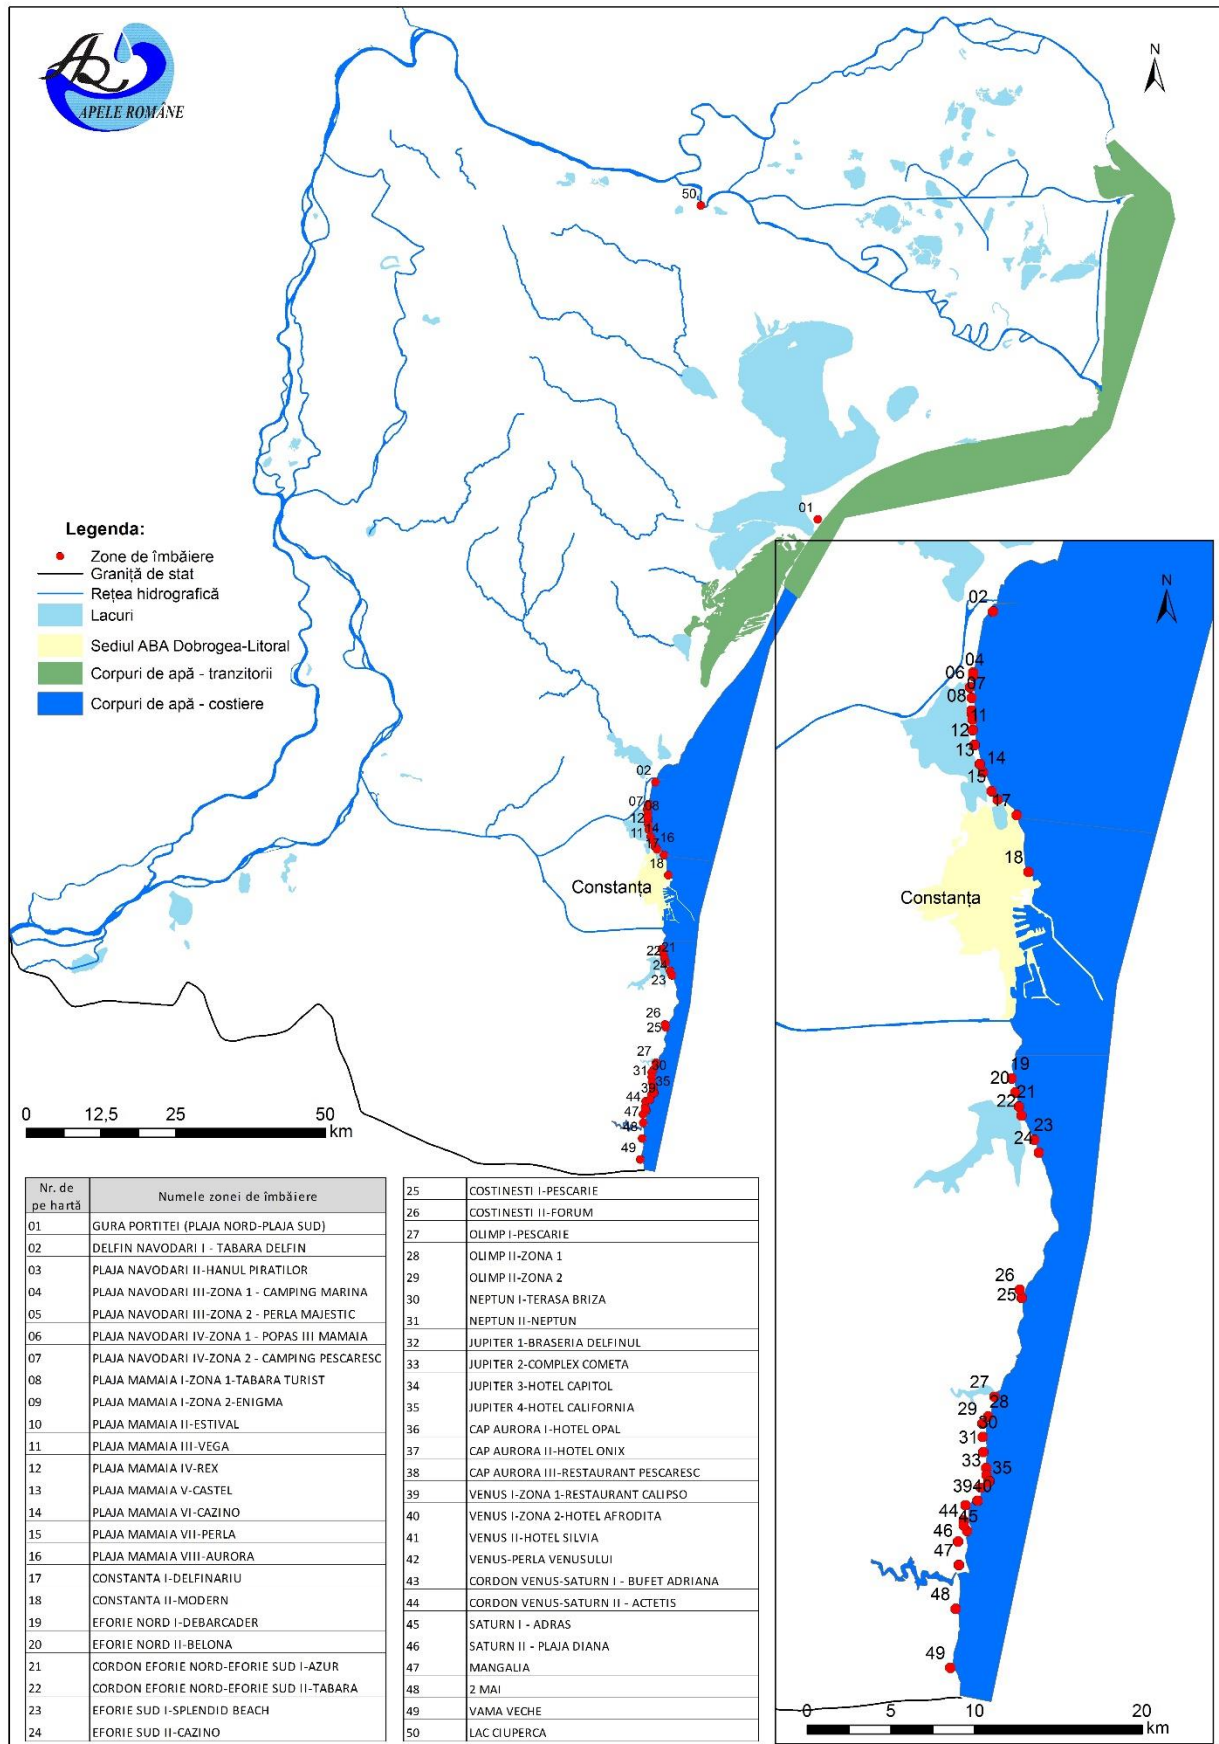 APELE ROMÂNE
N
50
01
Legenda:
Zone de îmbăiere
Graniță de stat
Rețea hidrografică
Lacuri
Sediul ABA Dobrogea-Litoral
Corpuri de apă - tranzitorii
Corpuri de apă - costiere
02
07
08
12
14
11
16
17
18
Constanța
22
21
24
23
26
25
27
30
31
35
39
44
47
48
49
0 12,5 25 50
km
N
02
04
06
07
08
11
12
13
14
15
17
18
Constanța
19
20
21
22
23
24
26
25
27
28
29
30
31
33
35
39
40
44
45
46
47
48
49
0 10 20
km
Nr. de pe hartă Numele zonei de îmbăiere
01 GURA PORTITEI (PLAJA NORD-PLAJA SUD)
02 DELFIN NAVODARI I - TABARA DELFIN
03 PLAJA NAVODARI II-HANUL PIRATILOR
04 PLAJA NAVODARI III-ZONA 1 - CAMPING MARINA
05 PLAJA NAVODARI III-ZONA 2 - PERLA MAJESTIC
06 PLAJA NAVODARI IV-ZONA 1 - POPAS III MAMAIA
07 PLAJA NAVODARI IV-ZONA 2 - CAMPING PESCARESC
08 PLAJA MAMAIA I-ZONA 1-TABARA TURIST
09 PLAJA MAMAIA I-ZONA 2-ENIGMA
10 PLAJA MAMAIA II-ESTIVAL
11 PLAJA MAMAIA III-VEGA
12 PLAJA MAMAIA IV-REX
13 PLAJA MAMAIA V-CASTEL
14 PLAJA MAMAIA VI-CAZINO
15 PLAJA MAMAIA VII-PERLA
16 PLAJA MAMAIA VIII-AURORA
17 CONSTANTA I-DELFINARIU
18 CONSTANTA II-MODERN
19 EFORIE NORD I-DEBARCADER
20 EFORIE NORD II-BELONA
21 CORDON EFORIE NORD-EFORIE SUD I-AZUR
22 CORDON EFORIE NORD-EFORIE SUD II-TABARA
23 EFORIE SUD I-SPLENDID BEACH
24 EFORIE SUD II-CAZINO
25 COSTINESTI I-PESCARIE
26 COSTINESTI II-FORUM
27 OLIMP I-PESCARIE
28 OLIMP II-ZONA 1
29 OLIMP II-ZONA 2
30 NEPTUN I-TERASA BRIZA
31 NEPTUN II-NEPTUN
32 JUPITER 1-BRASERIA DELFINUL
33 JUPITER 2-COMPLEX COMETA
34 JUPITER 3-HOTEL CAPITOL
35 JUPITER 4-HOTEL CALIFORNIA
36 CAP AURORA I-HOTEL OPAL
37 CAP AURORA II-HOTEL ONIX
38 CAP AURORA III-RESTAURANT PESCARESC
39 VENUS I-ZONA 1-RESTAURANT CALIPSO
40 VENUS I-ZONA 2-HOTEL AFRODITA
41 VENUS II-HOTEL SILVIA
42 VENUS-PERLA VENUSULUI
43 CORDON VENUS-SATURN I - BUFET ADRIANA
44 CORDON VENUS-SATURN II - ACTETIS
45 SATURN I - ADRAS
46 SATURN II - PLAJA DIANA
47 MANGALIA
48 2 MAI
49 VAMA VECHE
50 LAC CIUPERCA